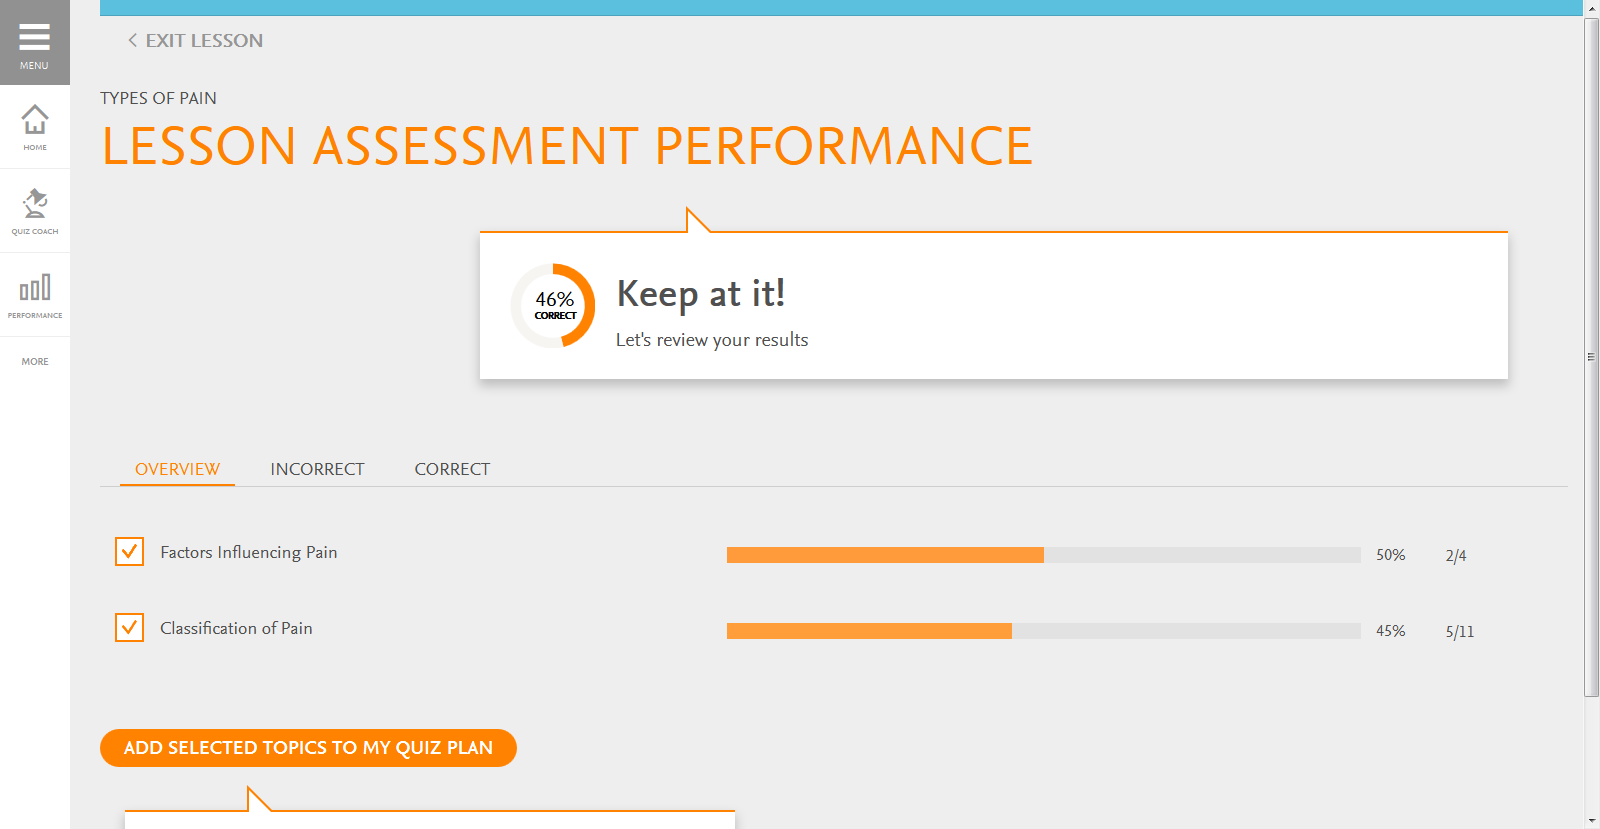 MENU
HOME
QUIZ COACH
PERFORMANCE
MORE
EXIT LESSON
TYPES OF PAIN
LESSON ASSESSMENT PERFORMANCE
46%
CORRECT
Keep at it!
Let's review your results
OVERVIEW INCORRECT CORRECT
Factors Influencing Pain 50% 2/4
Classification of Pain 45% 5/11
ADD SELECTED TOPICS TO MY QUIZ PLAN